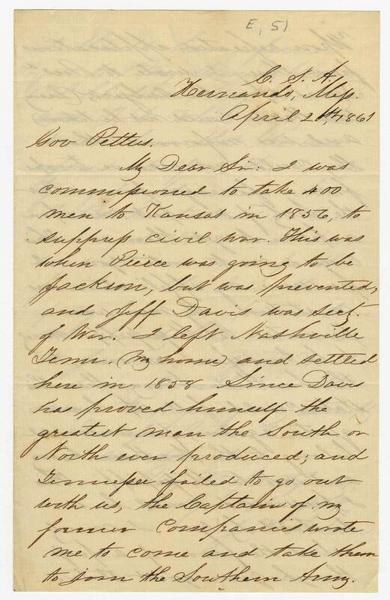 E, 51
C. S. A.
Hernando, Miss.
April 2th, 1861
Gov Pettus.
My Dear Sir: I was
commissioned to take 400
men to Kansas in 1856, to
suppress civil war. This was
when Pierce was going to be
Jackson, but was prevented,
and Jeff Davis was Secy.
of War. I left Nashville
Tenn. (my home) and settled
here in 1858. Since Davis
has proved himself the
greatest man the South or
North ever produced; and
Tennessee failed to go out
with us, the Captain of my
former Companies wrote
me to come and take them
to join the Southern Army.